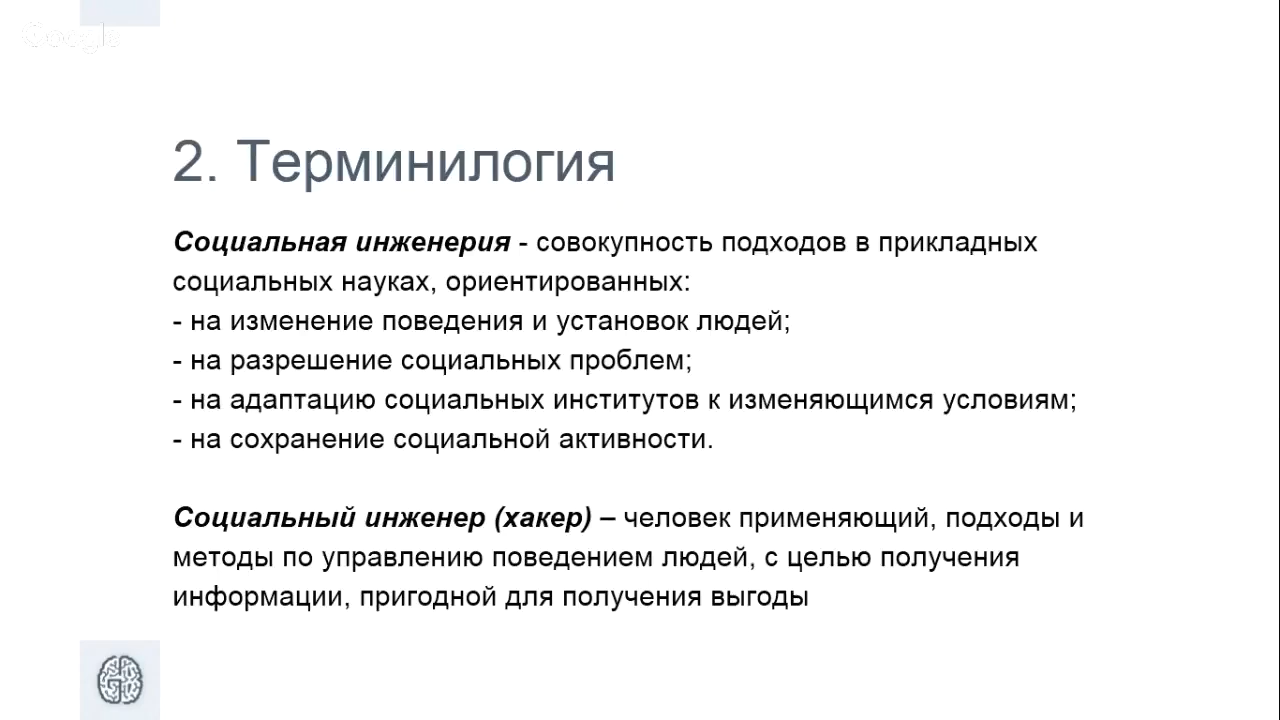 Google
2. Терминилогия
Социальная инженерия - совокупность подходов в прикладных
социальных науках, ориентированных:
- на изменение поведения и установок людей;
- на разрешение социальных проблем;
- на адаптацию социальных институтов к изменяющимся условиям;
- на сохранение социальной активности.
Социальный инженер (хакер) – человек применяющий, подходы и
методы по управлению поведением людей, с целью получения
информации, пригодной для получения выгоды